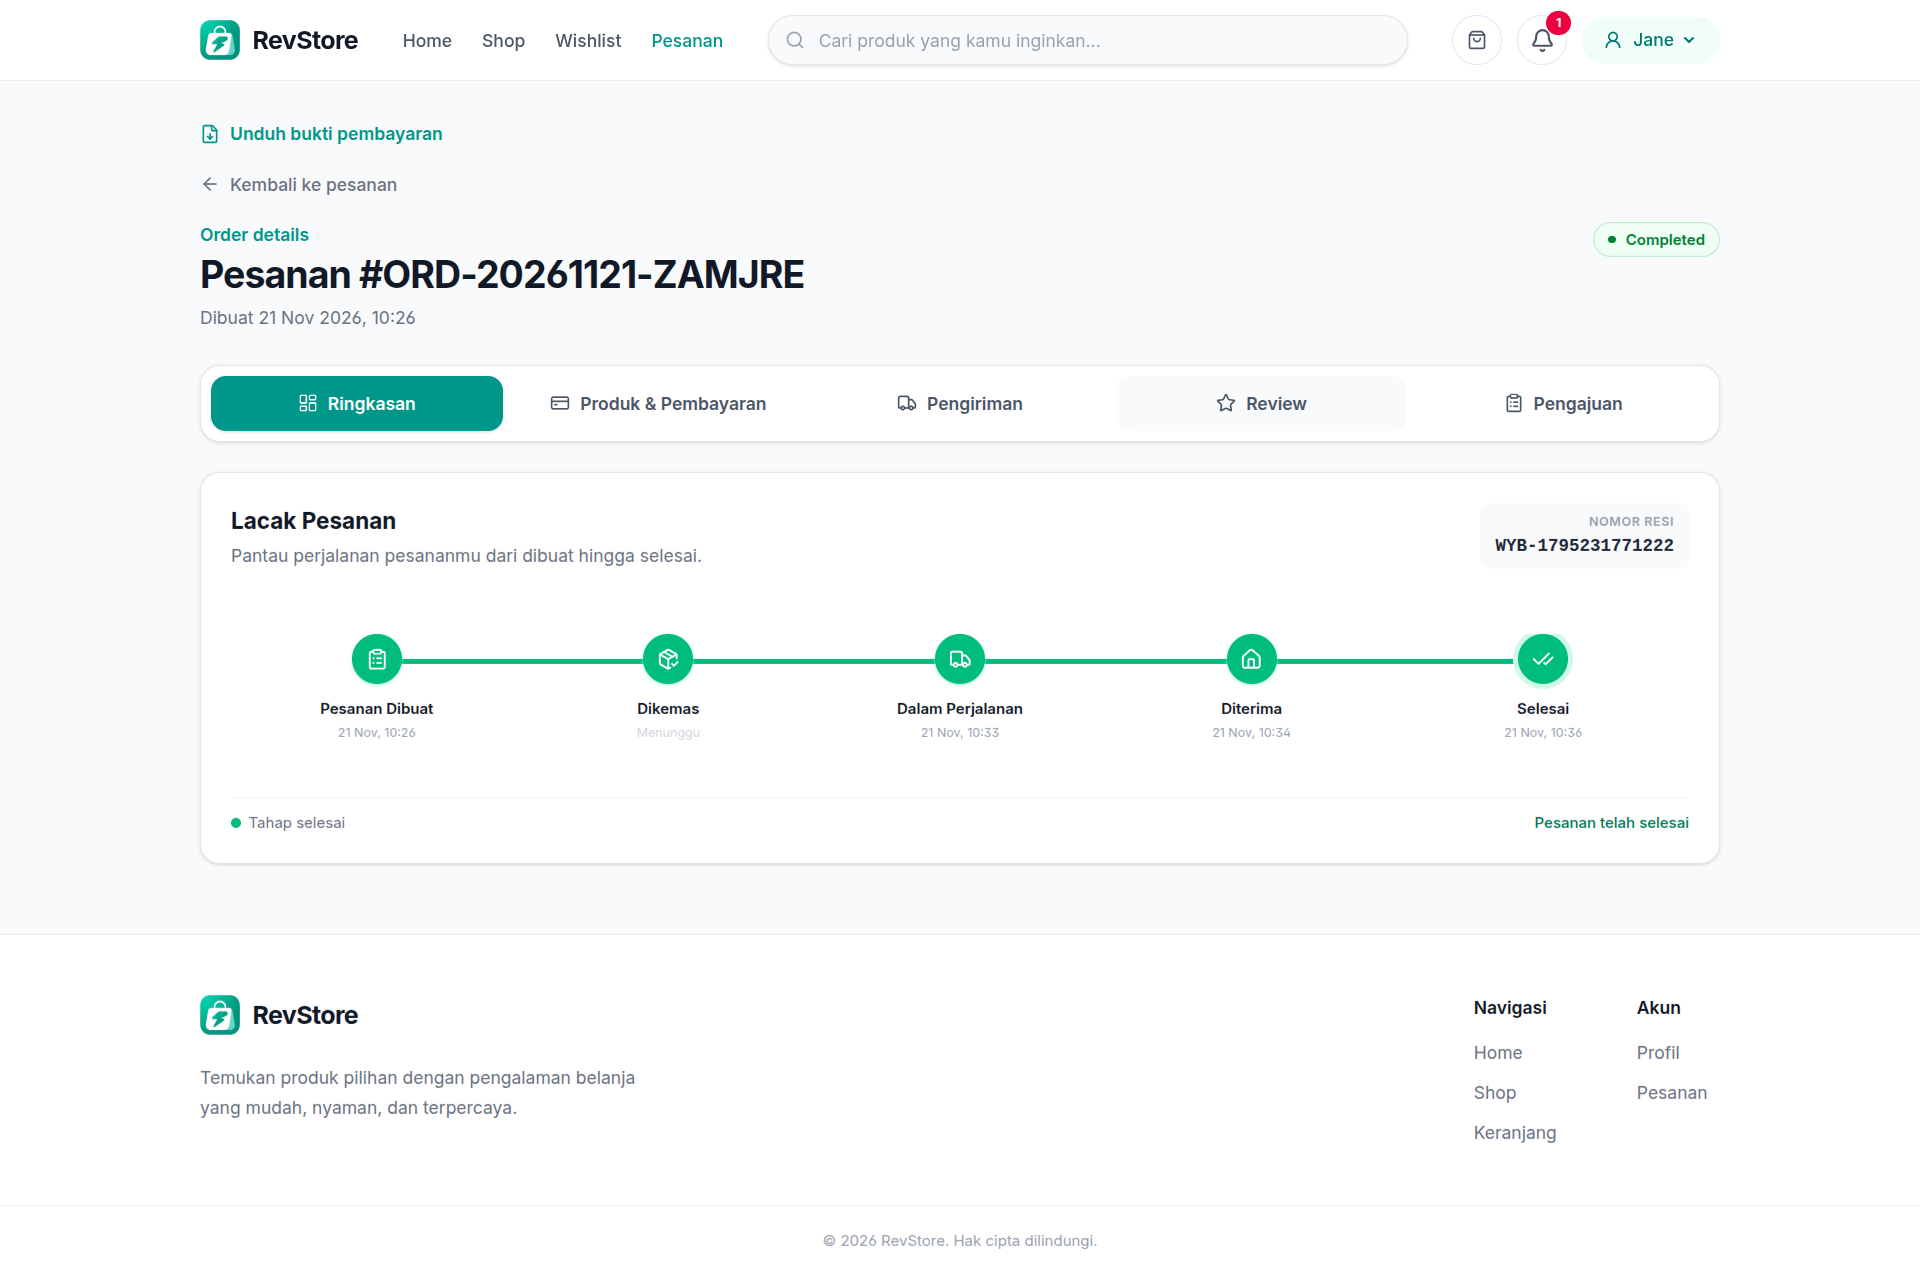 RevStore
Home
Shop
Wishlist
Pesanan
Cari produk yang kamu inginkan...
1
Jane
Unduh bukti pembayaran
Kembali ke pesanan
Order details
Completed
Pesanan #ORD-20261121-ZAMJRE
Dibuat 21 Nov 2026, 10:26
Ringkasan
Produk & Pembayaran
Pengiriman
Review
Pengajuan
Lacak Pesanan
Pantau perjalanan pesananmu dari dibuat hingga selesai.
NOMOR RESI
WYB-1795231771222
Pesanan Dibuat
21 Nov, 10:26
Dikemas
Menunggu
Dalam Perjalanan
21 Nov, 10:33
Diterima
21 Nov, 10:34
Selesai
21 Nov, 10:36
Tahap selesai
Pesanan telah selesai
RevStore
Temukan produk pilihan dengan pengalaman belanja
yang mudah, nyaman, dan terpercaya.
Navigasi
Home
Shop
Keranjang
Akun
Profil
Pesanan
© 2026 RevStore. Hak cipta dilindungi.